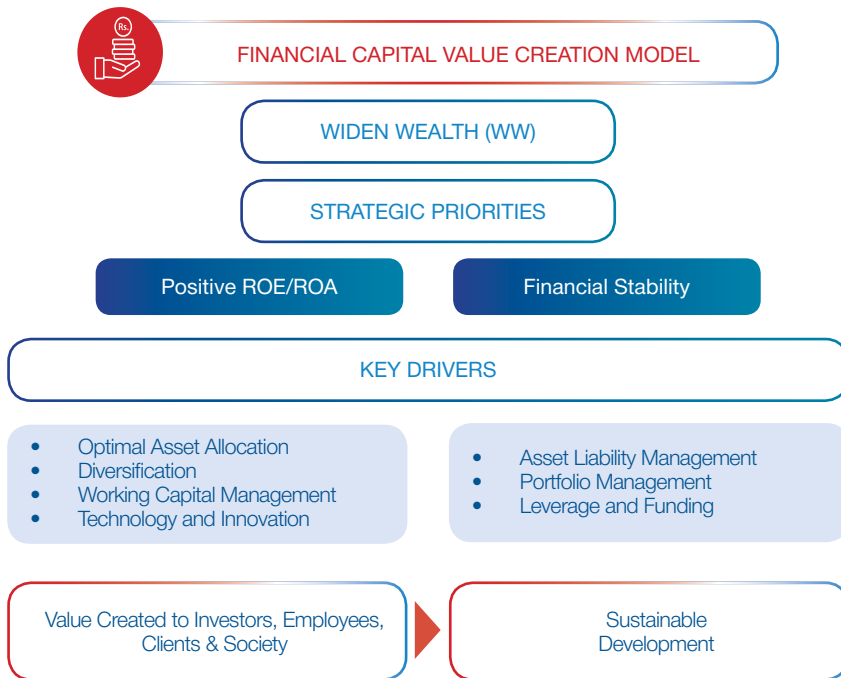 Rs.
FINANCIAL CAPITAL VALUE CREATION MODEL
WIDEN WEALTH (WW)
STRATEGIC PRIORITIES
Positive ROE/ROA
Financial Stability
KEY DRIVERS
• Optimal Asset Allocation
• Diversification
• Working Capital Management
• Technology and Innovation
• Asset Liability Management
• Portfolio Management
• Leverage and Funding
Value Created to Investors, Employees,
Clients & Society
Sustainable
Development